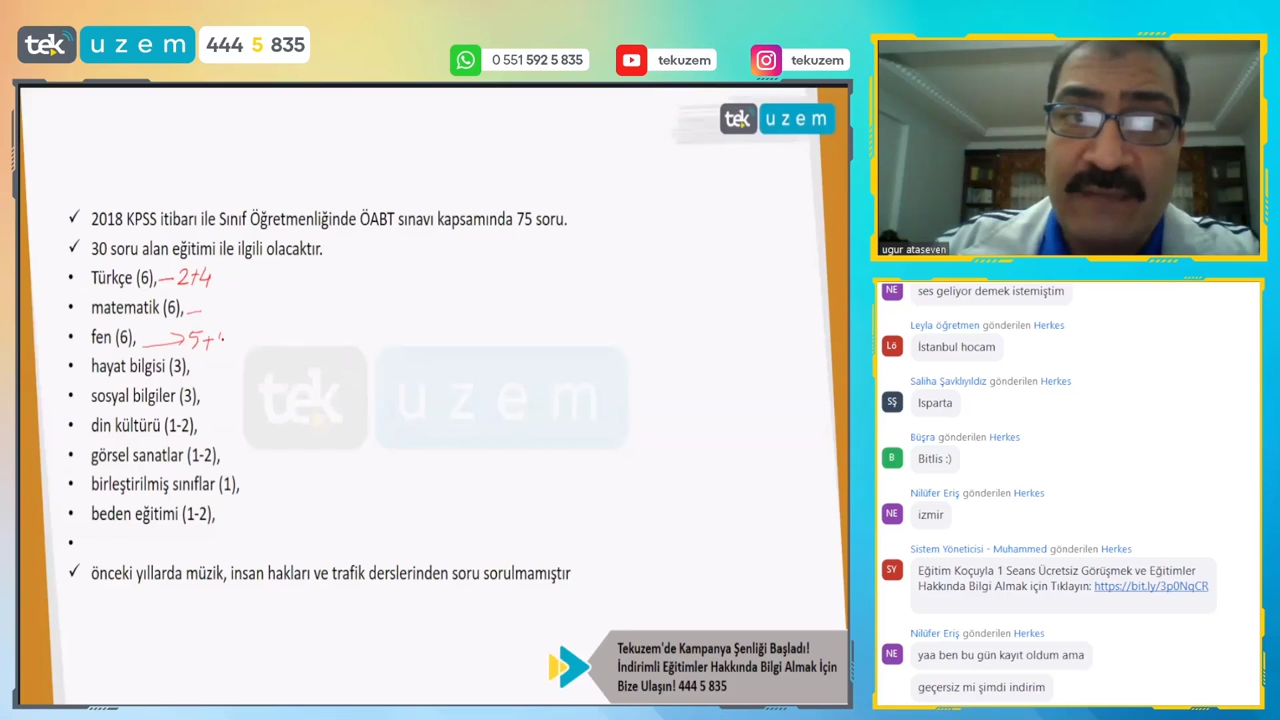 tek uzem 444 5 835
0 551 592 5 835
tekuzem
tekuzem
tek uzem
✓ 2018 KPSS itibarı ile Sınıf Öğretmenliğinde ÖABT sınavı kapsamında 75 soru.
✓ 30 soru alan eğitimi ile ilgili olacaktır.
• Türkçe (6), — 2+4
• matematik (6), —
• fen (6), → 5+
• hayat bilgisi (3),
• sosyal bilgiler (3),
• din kültürü (1-2),
• görsel sanatlar (1-2),
• birleştirilmiş sınıflar (1),
• beden eğitimi (1-2),
•
✓ önceki yıllarda müzik, insan hakları ve trafik derslerinden soru sorulmamıştır
tek uzem
Tekuzem'de Kampanya Şenliği Başladı!
İndirimli Eğitimler Hakkında Bilgi Almak İçin
Bize Ulaşın! 444 5 835
ugur ataseven
NE ses geliyor demek istemiştim
Leyla öğretmen gönderilen Herkes
Lö İstanbul hocam
Saliha Şavklıyıldız gönderilen Herkes
SŞ Isparta
Büşra gönderilen Herkes
B Bitlis :)
Nilüfer Eriş gönderilen Herkes
NE izmir
Sistem Yöneticisi - Muhammed gönderilen Herkes
SY Eğitim Koçuyla 1 Seans Ücretsiz Görüşmek ve Eğitimler
Hakkında Bilgi Almak için Tıklayın: https://bit.ly/3p0NqCR
Nilüfer Eriş gönderilen Herkes
NE yaa ben bu gün kayıt oldum ama
geçersiz mi şimdi indirim